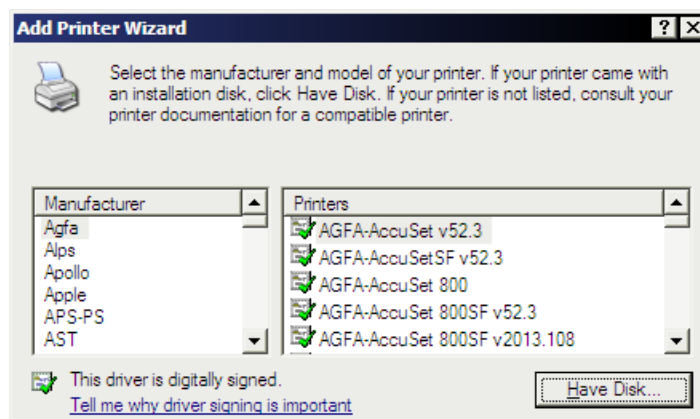 Add Printer Wizard
Select the manufacturer and model of your printer. If your printer came with
an installation disk, click Have Disk. If your printer is not listed, consult your
printer documentation for a compatible printer.
Manufacturer
Agfa
Alps
Apollo
Apple
APS-PS
AST
Printers
AGFA-AccuSet v52.3
AGFA-AccuSetSF v52.3
AGFA-AccuSet 800
AGFA-AccuSet 800SF v52.3
AGFA-AccuSet 800SF v2013.108
This driver is digitally signed.
Tell me why driver signing is important
Have Disk...